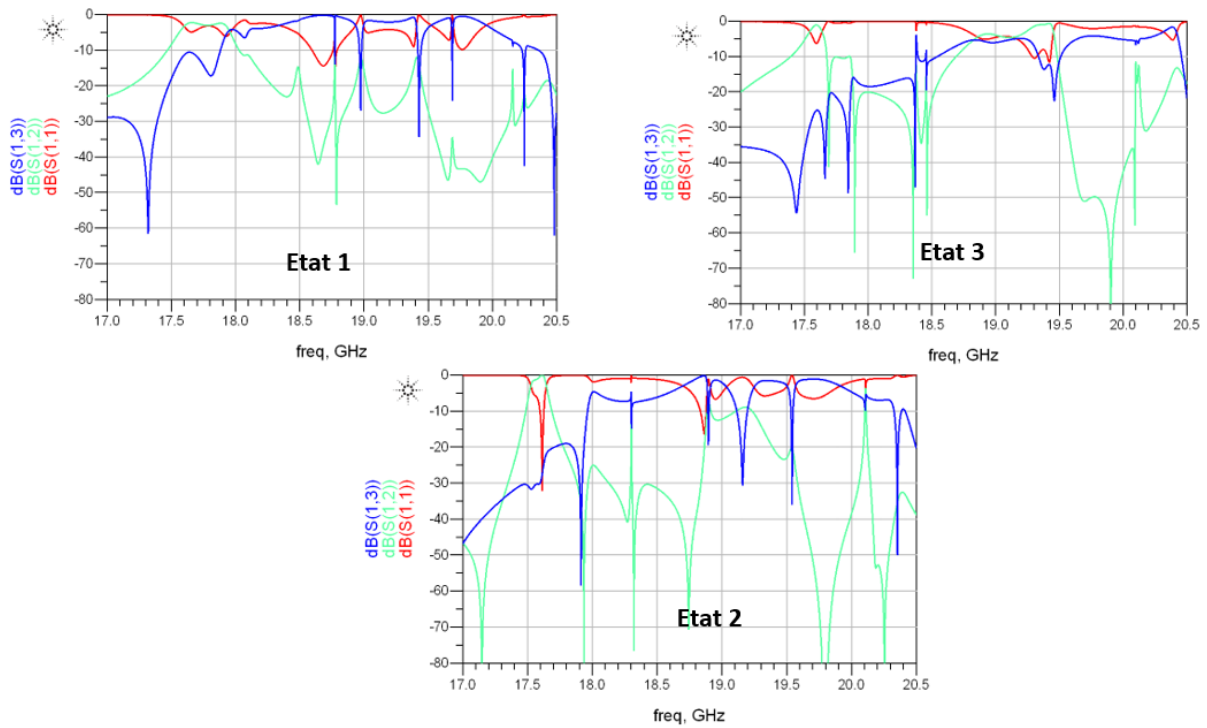 0
-10
-20
-30
-40
-50
-60
-70
-80
dB(S(1,3))
dB(S(1,2))
dB(S(1,1))
Etat 1
17.0 17.5 18.0 18.5 19.0 19.5 20.0 20.5
freq, GHz
0
-10
-20
-30
-40
-50
-60
-70
-80
dB(S(1,3))
dB(S(1,2))
dB(S(1,1))
Etat 3
17.0 17.5 18.0 18.5 19.0 19.5 20.0 20.5
freq, GHz
0
-10
-20
-30
-40
-50
-60
-70
-80
dB(S(1,3))
dB(S(1,2))
dB(S(1,1))
Etat 2
17.0 17.5 18.0 18.5 19.0 19.5 20.0 20.5
freq, GHz